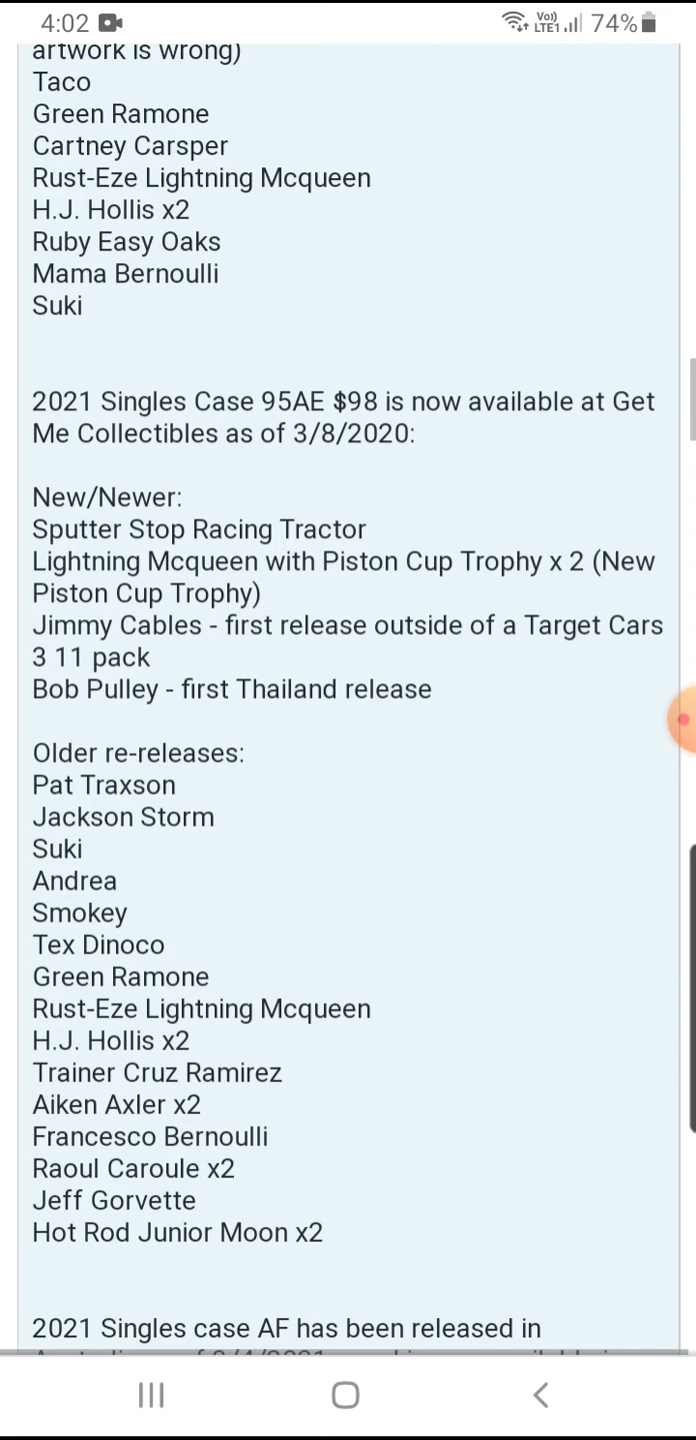 4:02
Vo))
LTE1
74%
artwork is wrong)
Taco
Green Ramone
Cartney Carsper
Rust-Eze Lightning Mcqueen
H.J. Hollis x2
Ruby Easy Oaks
Mama Bernoulli
Suki
2021 Singles Case 95AE $98 is now available at Get
Me Collectibles as of 3/8/2020:
New/Newer:
Sputter Stop Racing Tractor
Lightning Mcqueen with Piston Cup Trophy x 2 (New
Piston Cup Trophy)
Jimmy Cables - first release outside of a Target Cars
3 11 pack
Bob Pulley - first Thailand release
Older re-releases:
Pat Traxson
Jackson Storm
Suki
Andrea
Smokey
Tex Dinoco
Green Ramone
Rust-Eze Lightning Mcqueen
H.J. Hollis x2
Trainer Cruz Ramirez
Aiken Axler x2
Francesco Bernoulli
Raoul Caroule x2
Jeff Gorvette
Hot Rod Junior Moon x2
2021 Singles case AF has been released in